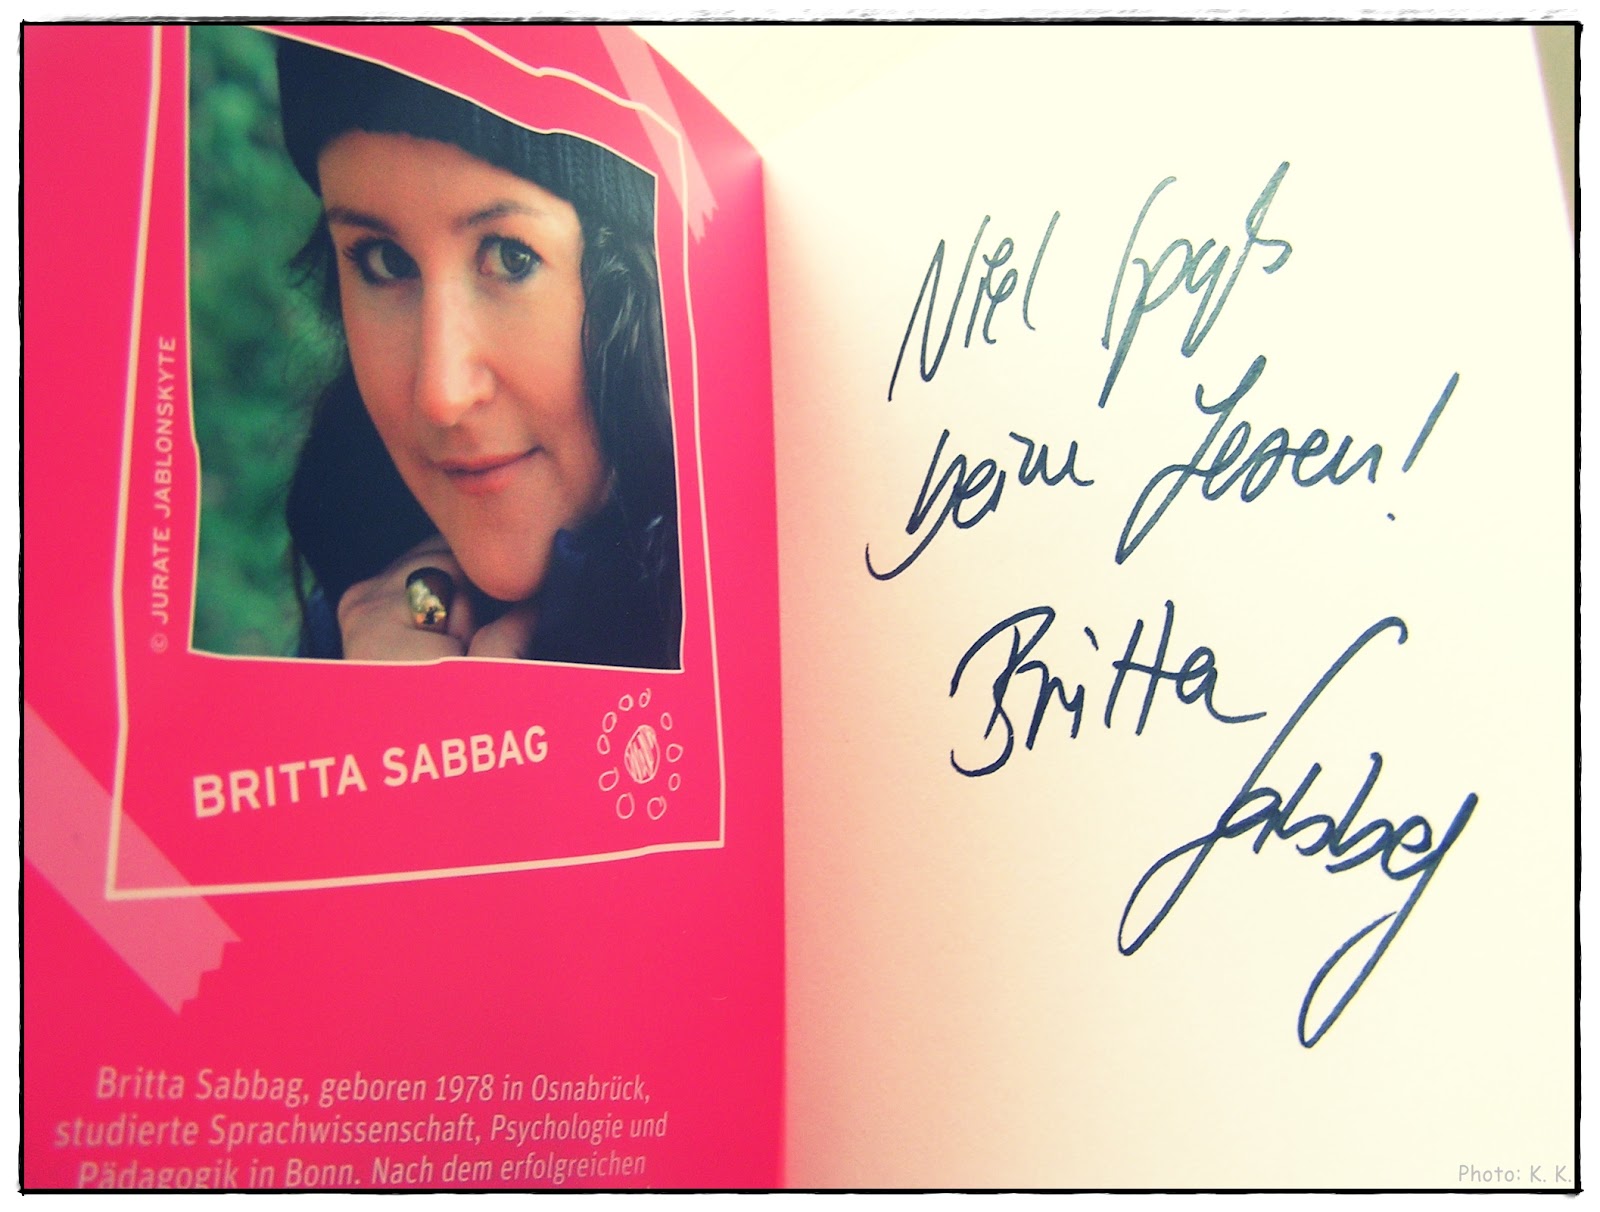 © JURATE JABLONSKYTE
BRITTA SABBAG
Britta Sabbag, geboren 1978 in Osnabrück,
studierte Sprachwissenschaft, Psychologie und
Pädagogik in Bonn. Nach dem erfolgreichen
Viel Spaß
beim Lesen!
Britta
Sabbag
Photo: K. K.